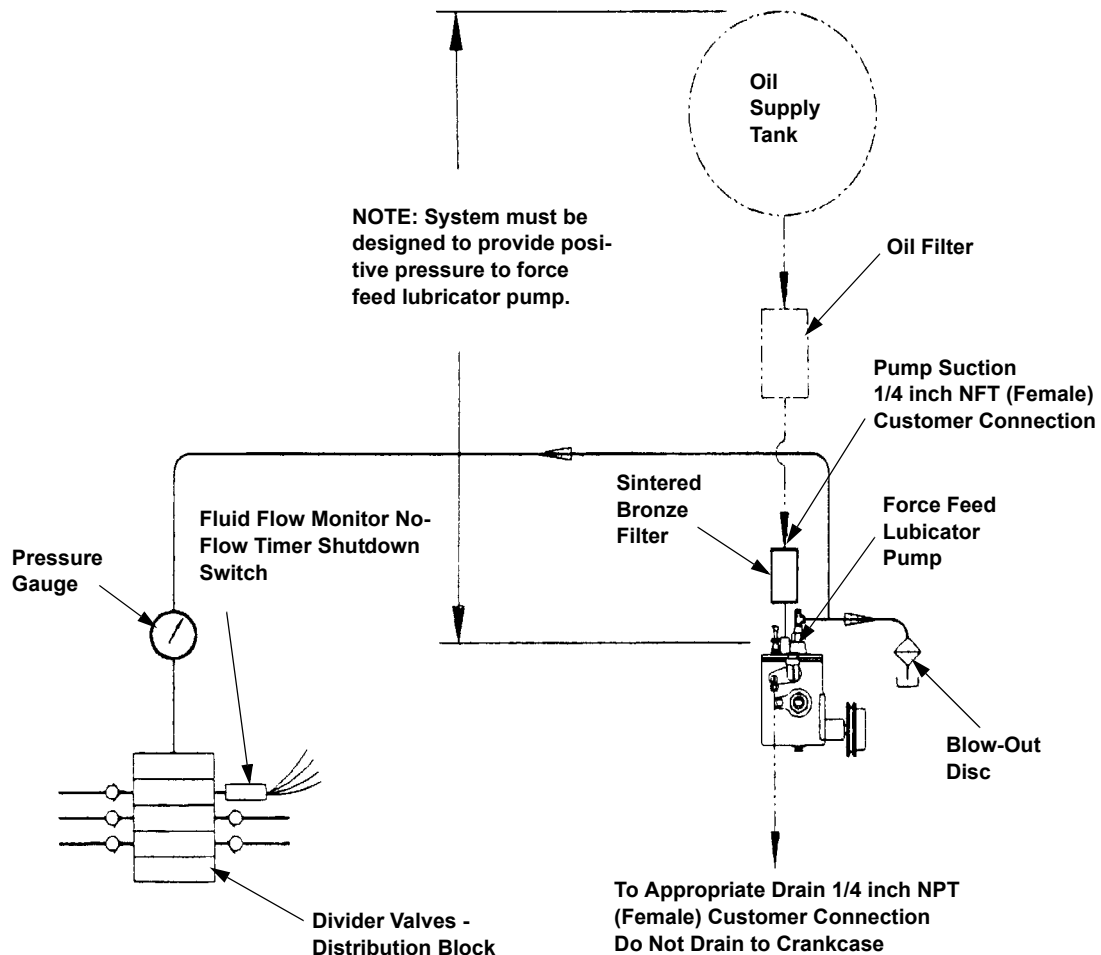 Oil
Supply
Tank
NOTE: System must be
designed to provide posi-
tive pressure to force
feed lubricator pump.
Oil Filter
Pump Suction
1/4 inch NFT (Female)
Customer Connection
Sintered
Bronze
Filter
Force Feed
Lubicator
Pump
Fluid Flow Monitor No-
Flow Timer Shutdown
Switch
Pressure
Gauge
Blow-Out
Disc
Divider Valves -
Distribution Block
To Appropriate Drain 1/4 inch NPT
(Female) Customer Connection
Do Not Drain to Crankcase